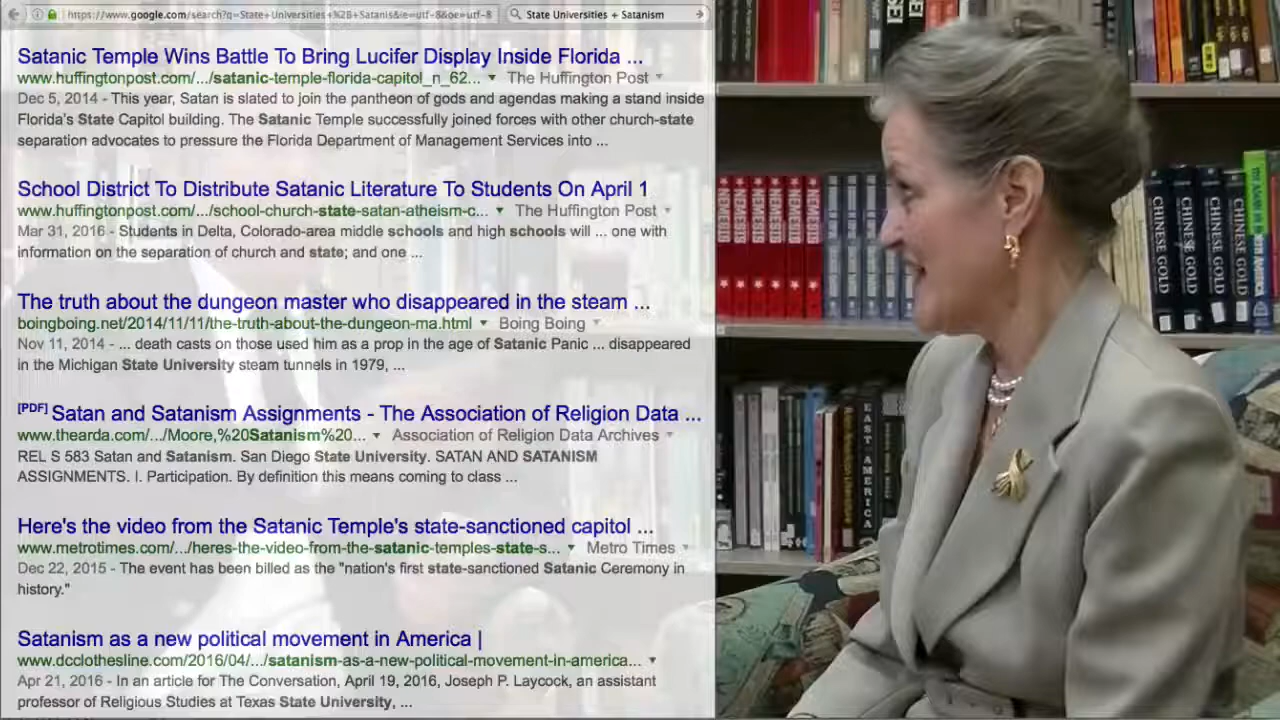 https://www.google.com/search?q=State+Universities+%2B+Satanis&ie=utf-8&oe=utf-8
State Universities + Satanism
Satanic Temple Wins Battle To Bring Lucifer Display Inside Florida ...
www.huffingtonpost.com/.../satanic-temple-florida-capitol_n_62... ▼ The Huffington Post ▼
Dec 5, 2014 - This year, Satan is slated to join the pantheon of gods and agendas making a stand inside
Florida's State Capitol building. The Satanic Temple successfully joined forces with other church-state
separation advocates to pressure the Florida Department of Management Services into ...
School District To Distribute Satanic Literature To Students On April 1
www.huffingtonpost.com/.../school-church-state-satan-atheism-c... ▼ The Huffington Post ▼
Mar 31, 2016 - Students in Delta, Colorado-area middle schools and high schools will ... one with
information on the separation of church and state; and one ...
The truth about the dungeon master who disappeared in the steam ...
boingboing.net/2014/11/11/the-truth-about-the-dungeon-ma.html ▼ Boing Boing ▼
Nov 11, 2014 - ... death casts on those used him as a prop in the age of Satanic Panic ... disappeared
in the Michigan State University steam tunnels in 1979, ...
[PDF] Satan and Satanism Assignments - The Association of Religion Data ...
www.thearda.com/.../Moore,%20Satanism%20... ▼ Association of Religion Data Archives ▼
REL S 583 Satan and Satanism. San Diego State University. SATAN AND SATANISM
ASSIGNMENTS. I. Participation. By definition this means coming to class ...
Here's the video from the Satanic Temple's state-sanctioned capitol ...
www.metrotimes.com/.../heres-the-video-from-the-satanic-temples-state-s... ▼ Metro Times ▼
Dec 22, 2015 - The event has been billed as the "nation's first state-sanctioned Satanic Ceremony in
history."
Satanism as a new political movement in America |
www.dcclothesline.com/2016/04/.../satanism-as-a-new-political-movement-in-america... ▼
Apr 21, 2016 - In an article for The Conversation, April 19, 2016, Joseph P. Laycock, an assistant
professor of Religious Studies at Texas State University, ...
NEMESIS
NEMESIS
NEMESIS
NEMESIS
NEMESIS
NEMESIS
CHINESE GOLD
CHINESE GOLD
CHINESE GOLD
CHINESE GOLD
EAST-AMERICA